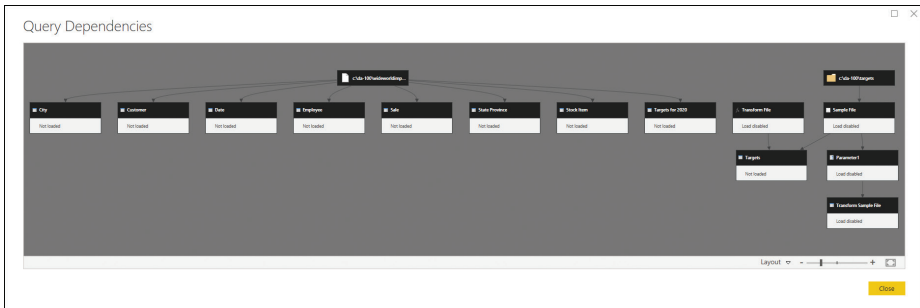 Query Dependencies
c:\da-100\wideworldimp...
c:\da-100\targets
City
Not loaded
Customer
Not loaded
Date
Not loaded
Employee
Not loaded
Sale
Not loaded
State Province
Not loaded
Stock Item
Not loaded
Targets for 2020
Not loaded
Transform File
Load disabled
Sample File
Load disabled
Targets
Not loaded
Parameter1
Load disabled
Transform Sample File
Load disabled
Layout
Close